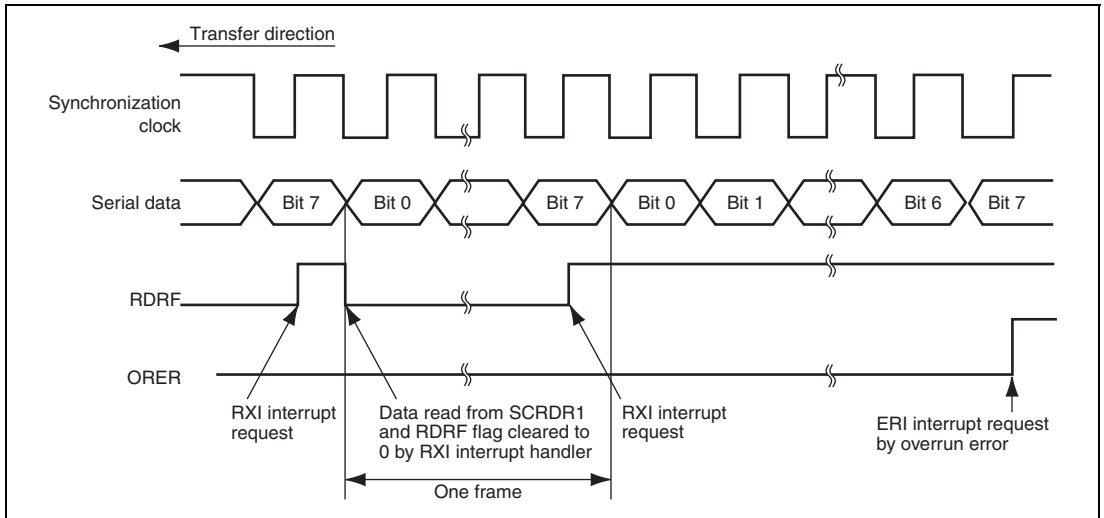 Transfer direction
Synchronization
clock
Serial data
Bit 7
Bit 0
Bit 7
Bit 0
Bit 1
Bit 6
Bit 7
RDRF
ORER
RXI interrupt
request
Data read from SCRDR1
and RDRF flag cleared to
0 by RXI interrupt handler
RXI interrupt
request
ERI interrupt request
by overrun error
One frame